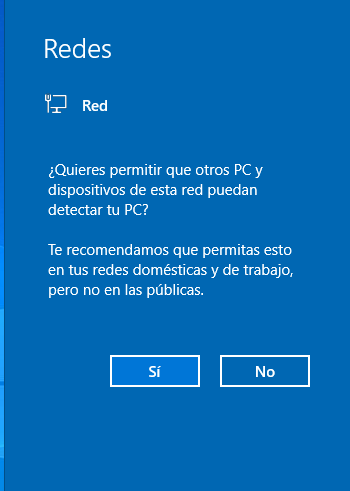 Redes
Red
¿Quieres permitir que otros PC y
dispositivos de esta red puedan
detectar tu PC?
Te recomendamos que permitas esto
en tus redes domésticas y de trabajo,
pero no en las públicas.
Sí
No